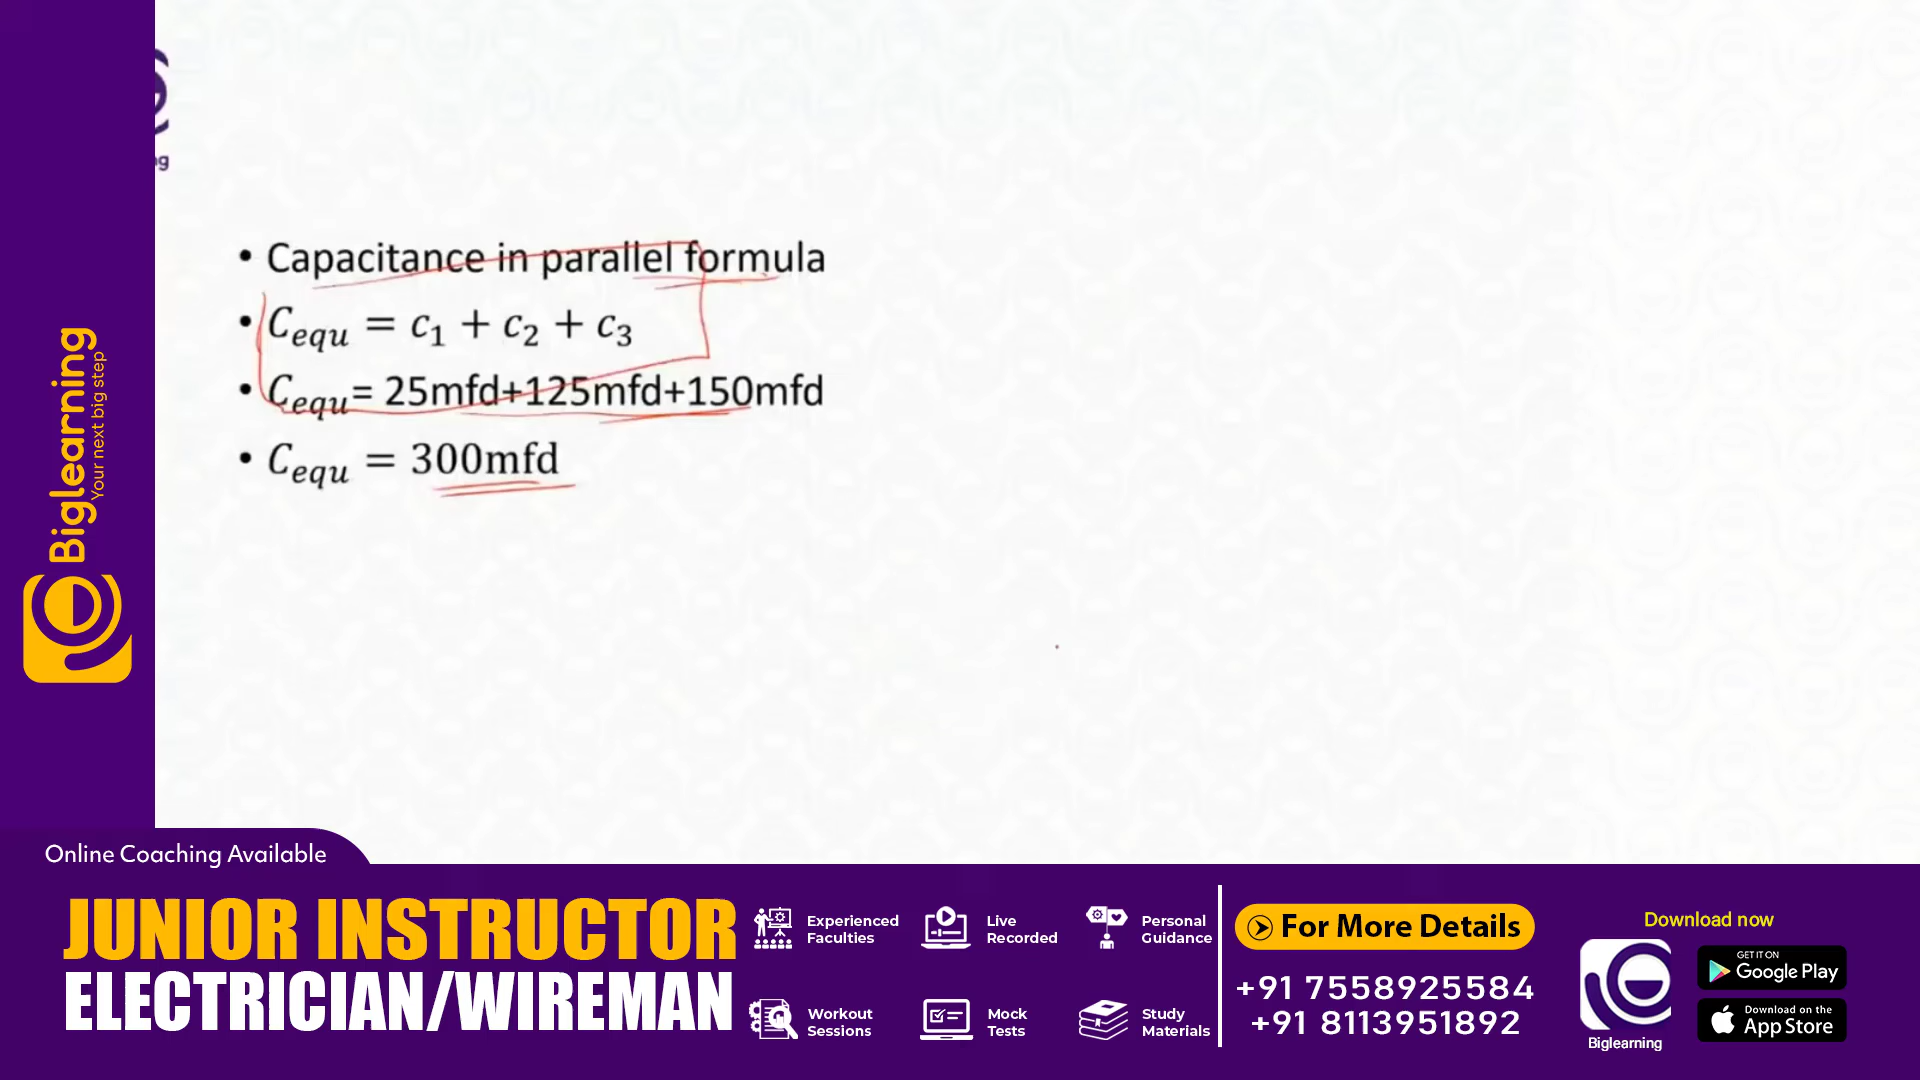 ng
Biglearning
Your next big step
• Capacitance in parallel formula
• Cₑqᵤ = c₁ + c₂ + c₃
• Cₑqᵤ= 25mfd+125mfd+150mfd
• Cₑqᵤ = 300mfd
Online Coaching Available
JUNIOR INSTRUCTOR
ELECTRICIAN/WIREMAN
Experienced
Faculties
Live
Recorded
Personal
Guidance
Workout
Sessions
Mock
Tests
Study
Materials
For More Details
+91 7558925584
+91 8113951892
Download now
Biglearning
GET IT ON
Google Play
Download on the
App Store